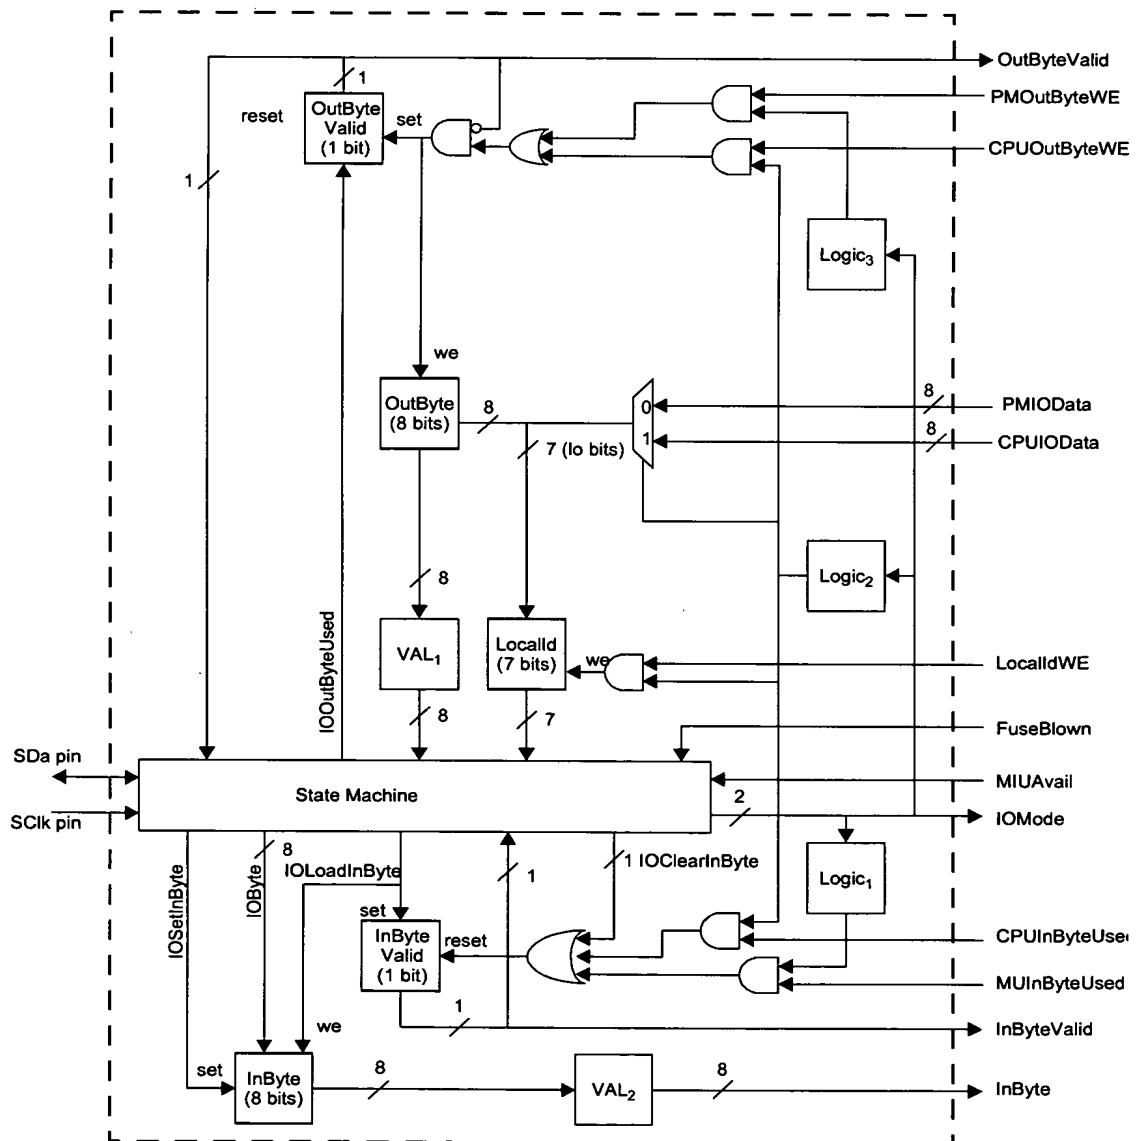 OutByteValid
1
reset
OutByte
Valid
(1 bit)
set
PMOutByteWE
CPUOutByteWE
1
Logic3
we
OutByte
(8 bits)
8
7 (lo bits)
0
1
8
PMIOData
8
CPUIOData
8
Logic2
IOOutByteUsed
VAL1
LocalId
(7 bits)
we
LocalIdWE
8
7
FuseBlown
SDa pin
State Machine
MIUAvail
SClk pin
2
IOMode
IOSetInByte
IOByte
8
IOLoadInByte
1
1 IOClearInByte
Logic1
set
InByte
Valid
(1 bit)
reset
CPUInByteUsed
MUInByteUsed
1
InByteValid
we
set
InByte
(8 bits)
8
VAL2
8
InByte